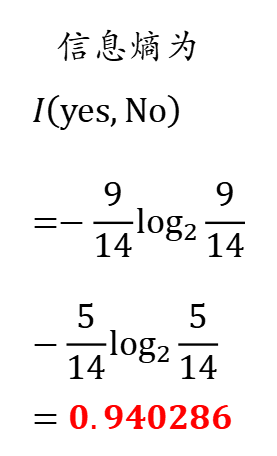 信息熵为
I(yes, No)
=− 9/14 log₂ 9/14
− 5/14 log₂ 5/14
= 0.940286